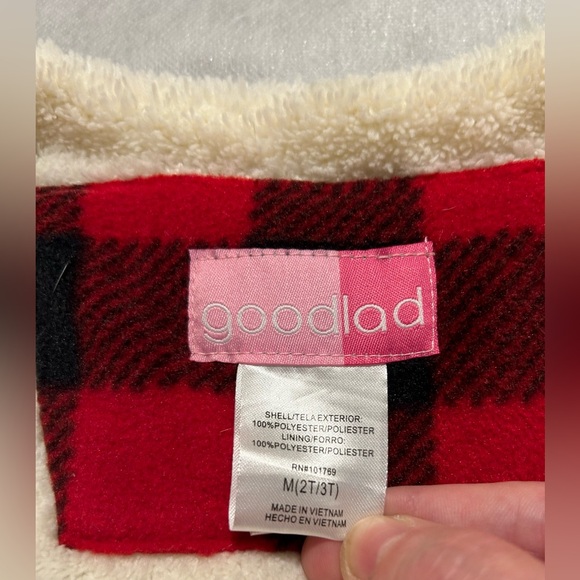 goodlad
SHELL/TELA EXTERIOR:
100%POLYESTER/POLIESTER
LINING/FORRO:
100%POLYESTER/POLIESTER
RN#101769
M(2T/3T)
MADE IN VIETNAM
HECHO EN VIETNAM